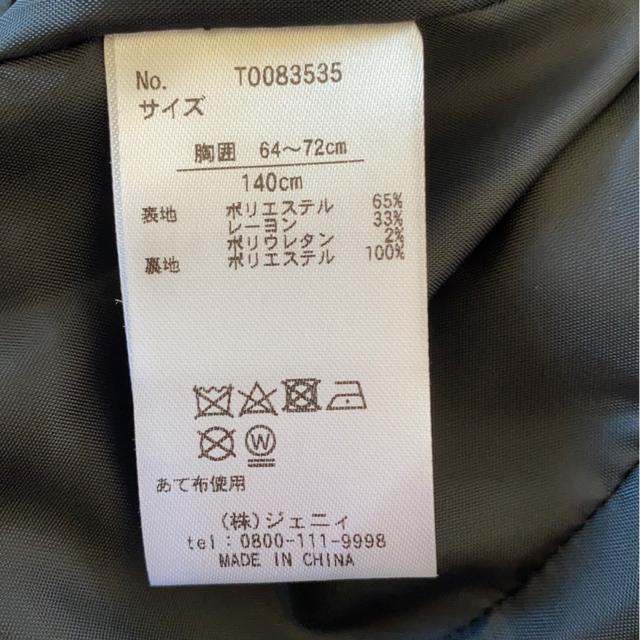 No. T0083535
サイズ
胸囲 64～72cm
140cm
表地 ポリエステル 65%
レーヨン 33%
ポリウレタン 2%
裏地 ポリエステル 100%
W
あて布使用
(株)ジェニィ
tel：0800-111-9998
MADE IN CHINA